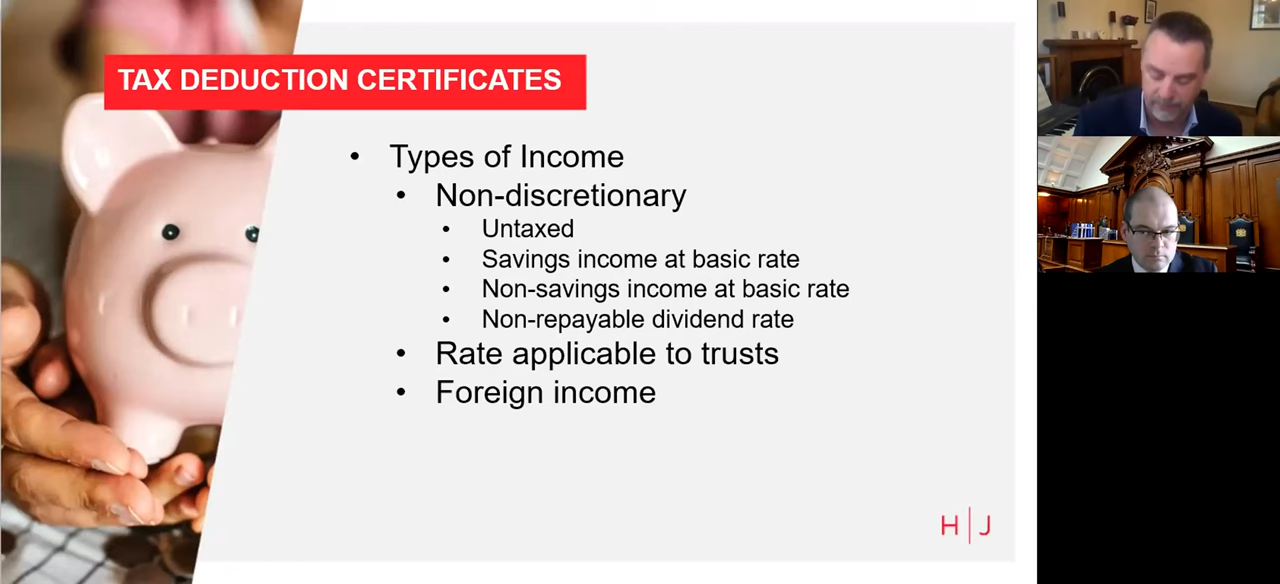 TAX DEDUCTION CERTIFICATES
• Types of Income
• Non-discretionary
• Untaxed
• Savings income at basic rate
• Non-savings income at basic rate
• Non-repayable dividend rate
• Rate applicable to trusts
• Foreign income
H|J